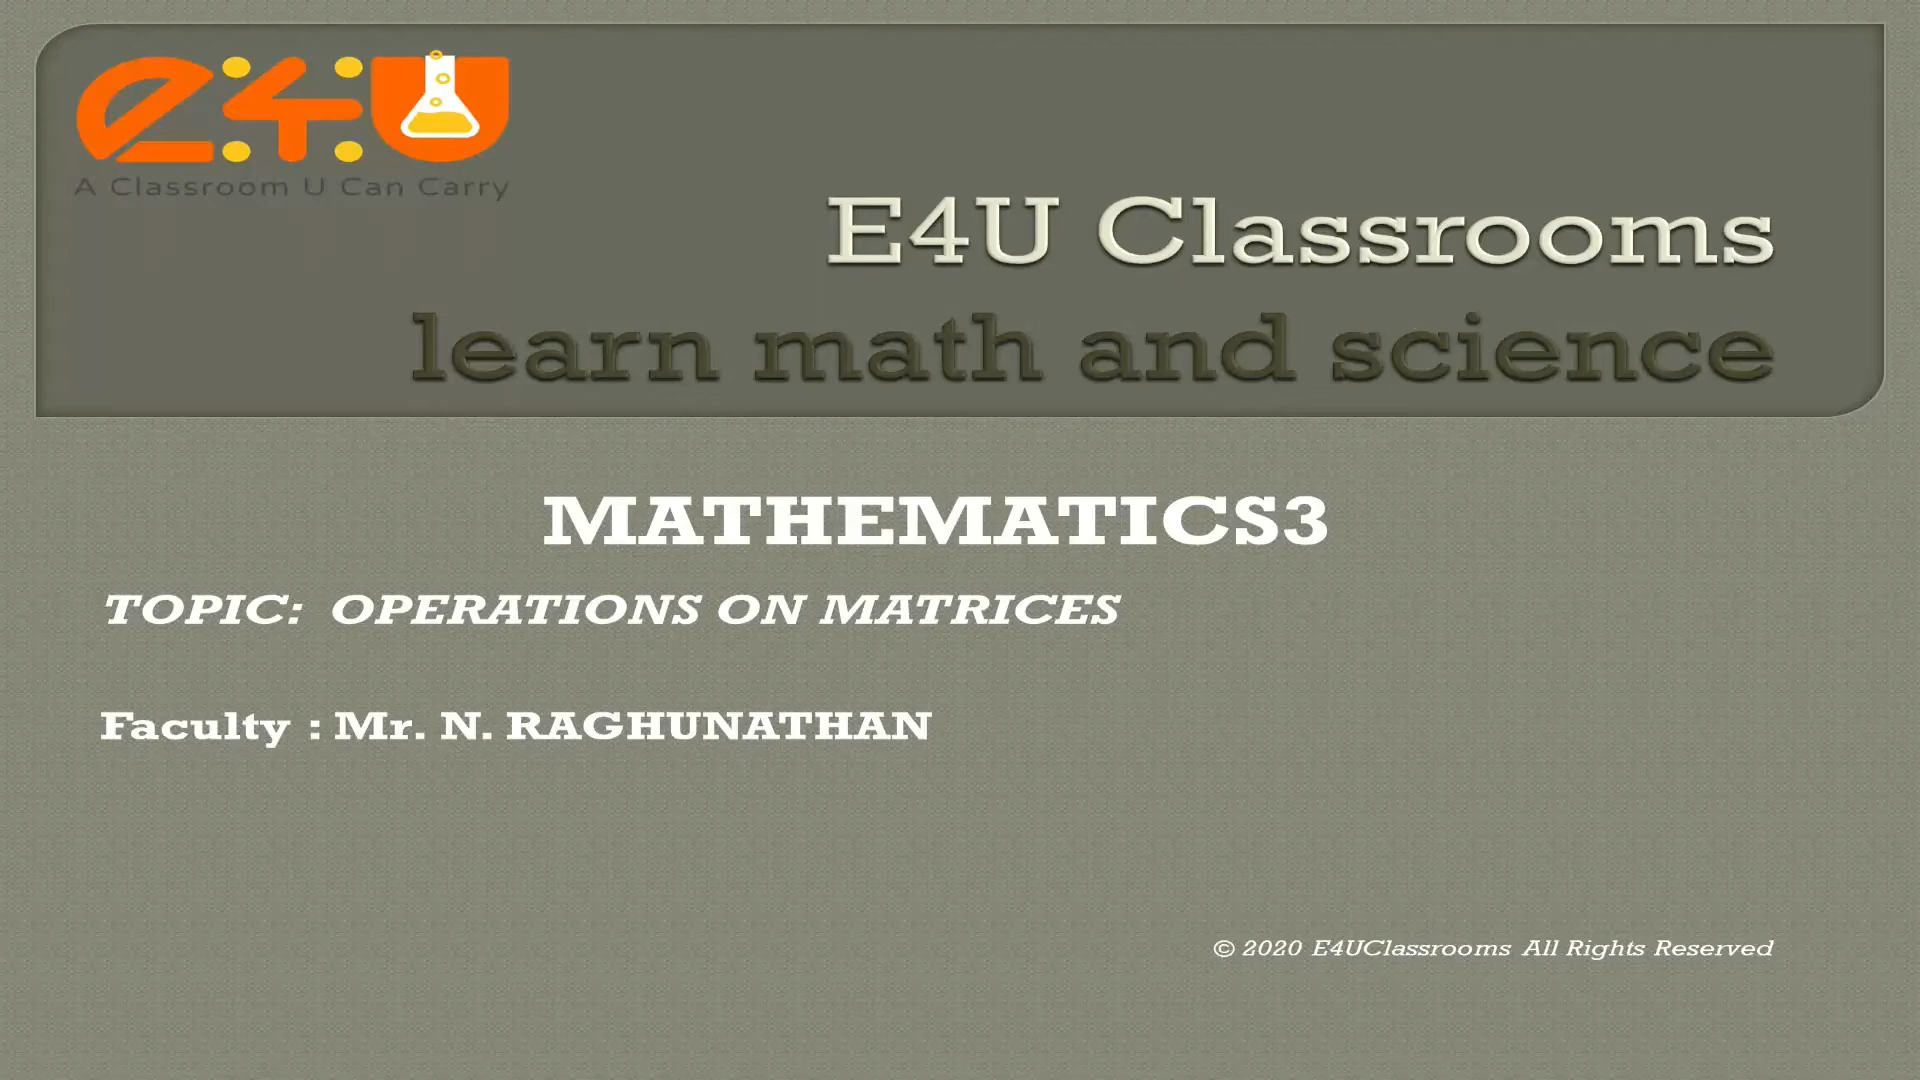 e4U
A Classroom U Can Carry
E4U Classrooms
learn math and science
MATHEMATICS3
TOPIC: OPERATIONS ON MATRICES
Faculty : Mr. N. RAGHUNATHAN
© 2020 E4UClassrooms All Rights Reserved